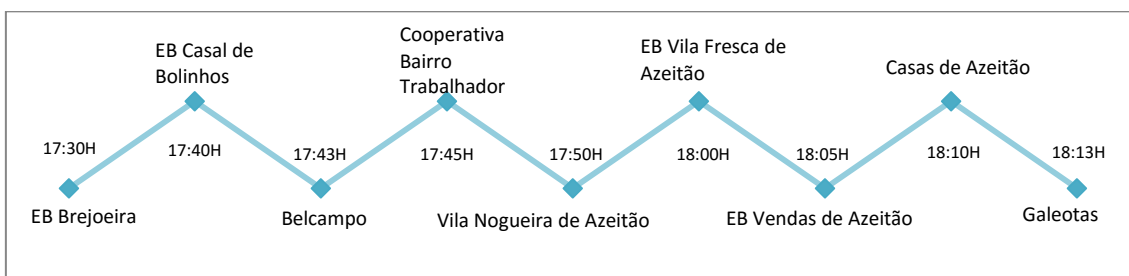 EB Casal de
Bolinhos
Cooperativa
Bairro
Trabalhador
EB Vila Fresca de
Azeitão
Casas de Azeitão
17:30H
17:40H
17:43H
17:45H
17:50H
18:00H
18:05H
18:10H
18:13H
EB Brejoeira
Belcampo
Vila Nogueira de Azeitão
EB Vendas de Azeitão
Galeotas